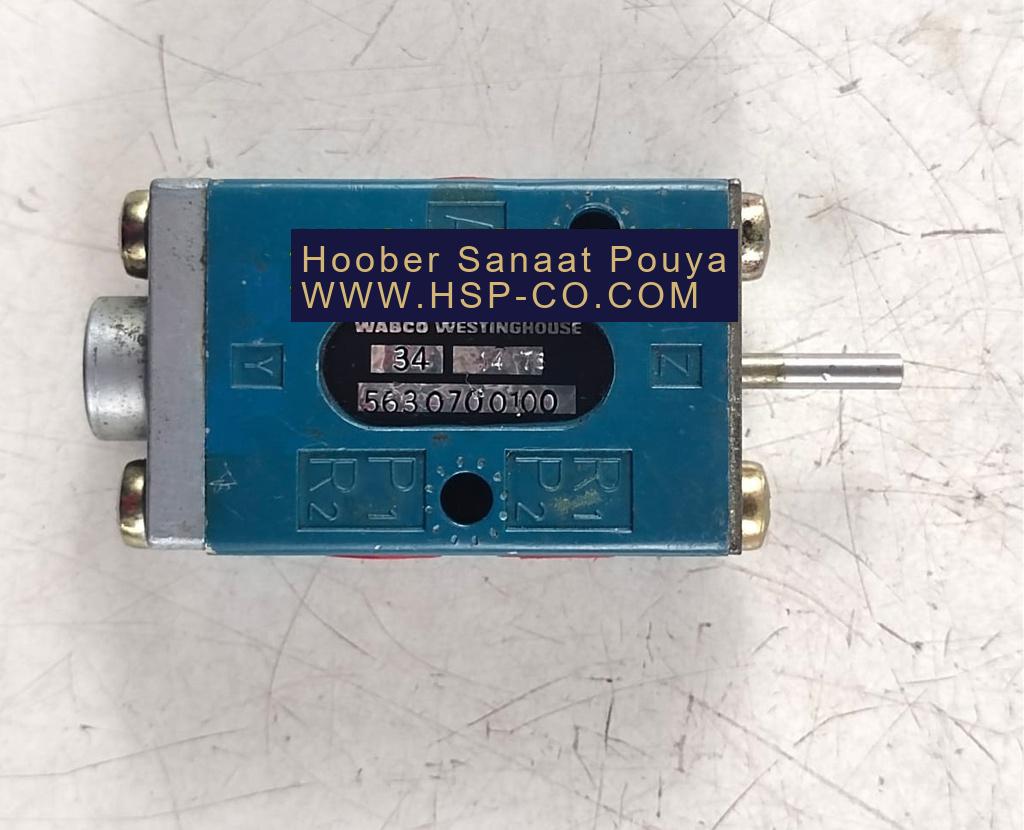 A
Hoober Sanaat Pouya
WWW.HSP-CO.COM
WABCO WESTINGHOUSE
34
Y
Z
5630700100
P1 R1
R2 P2